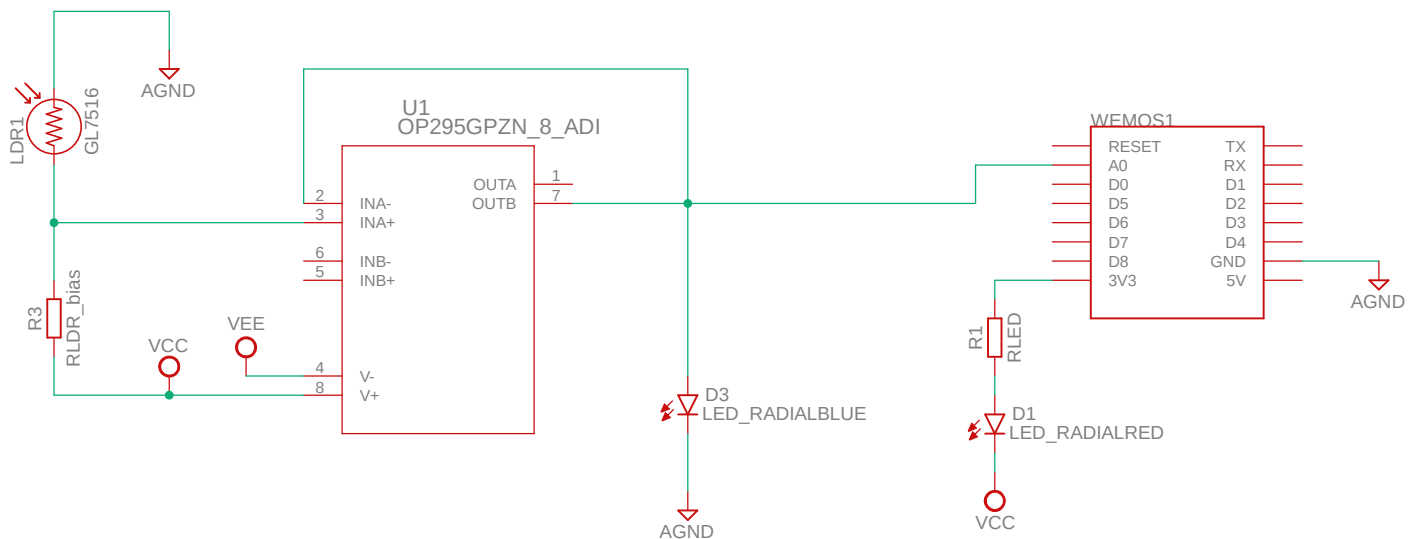 AGND
LDR1
GL7516
R3
RLDR_bias
VCC
VEE
U1
OP295GPZN_8_ADI
2
INA-
3
INA+
6
INB-
5
INB+
4
V-
8
V+
OUTA
1
OUTB
7
D3
LED_RADIALBLUE
AGND
WEMOS1
RESET
A0
D0
D5
D6
D7
D8
3V3
TX
RX
D1
D2
D3
D4
GND
5V
AGND
R1
RLED
D1
LED_RADIALRED
VCC